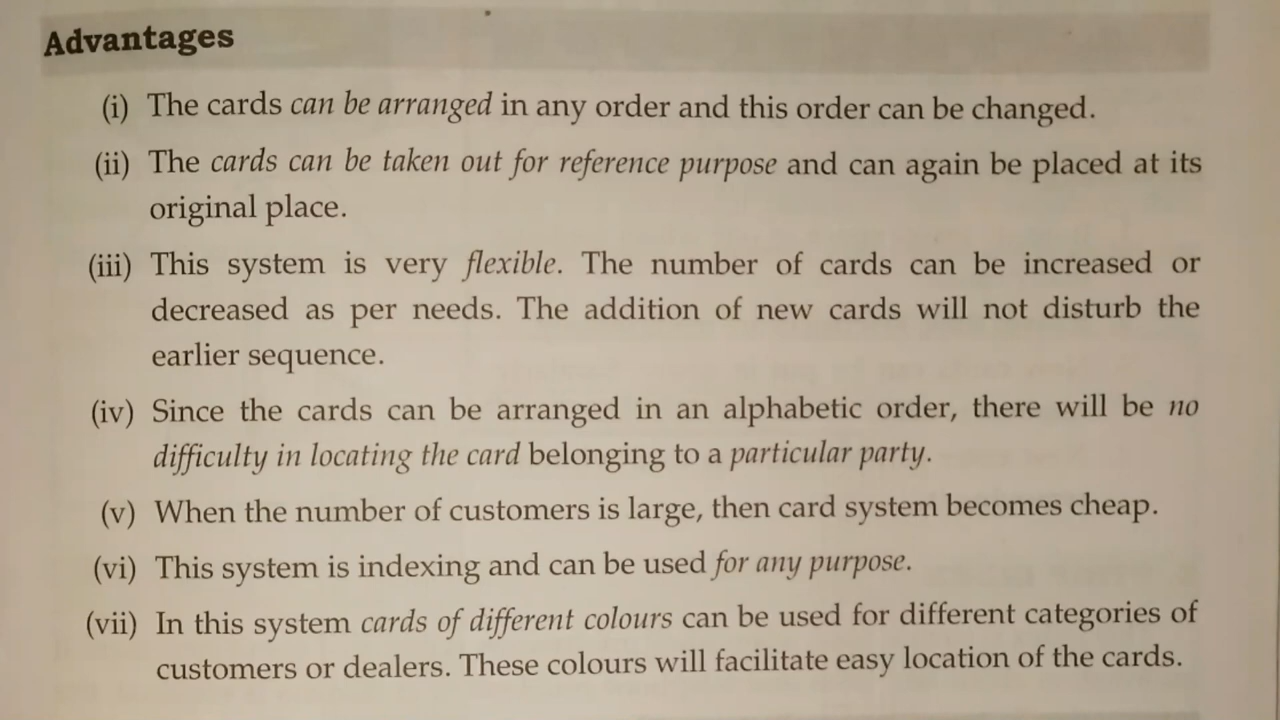 Advantages
(i) The cards can be arranged in any order and this order can be changed.
(ii) The cards can be taken out for reference purpose and can again be placed at its
original place.
(iii) This system is very flexible. The number of cards can be increased or
decreased as per needs. The addition of new cards will not disturb the
earlier sequence.
(iv) Since the cards can be arranged in an alphabetic order, there will be no
difficulty in locating the card belonging to a particular party.
(v) When the number of customers is large, then card system becomes cheap.
(vi) This system is indexing and can be used for any purpose.
(vii) In this system cards of different colours can be used for different categories of
customers or dealers. These colours will facilitate easy location of the cards.